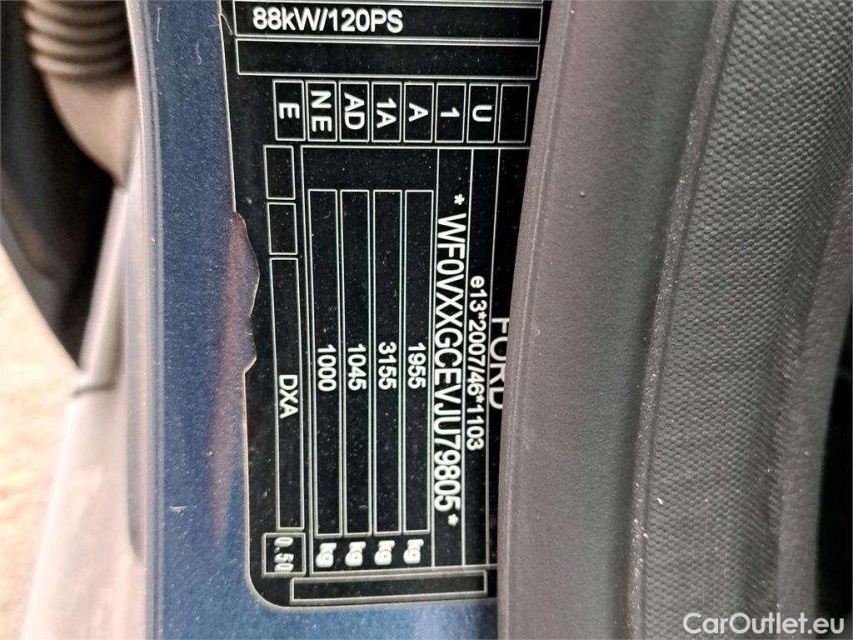 FORD
e13*2007/46*1103
*WF0VXXGCEVJU79805*
1955 kg
3155 kg
1045 kg
1000 kg
DXA 0.50
U
1
A
1A
AD
NE
E
88kW/120PS
CarOutlet.eu